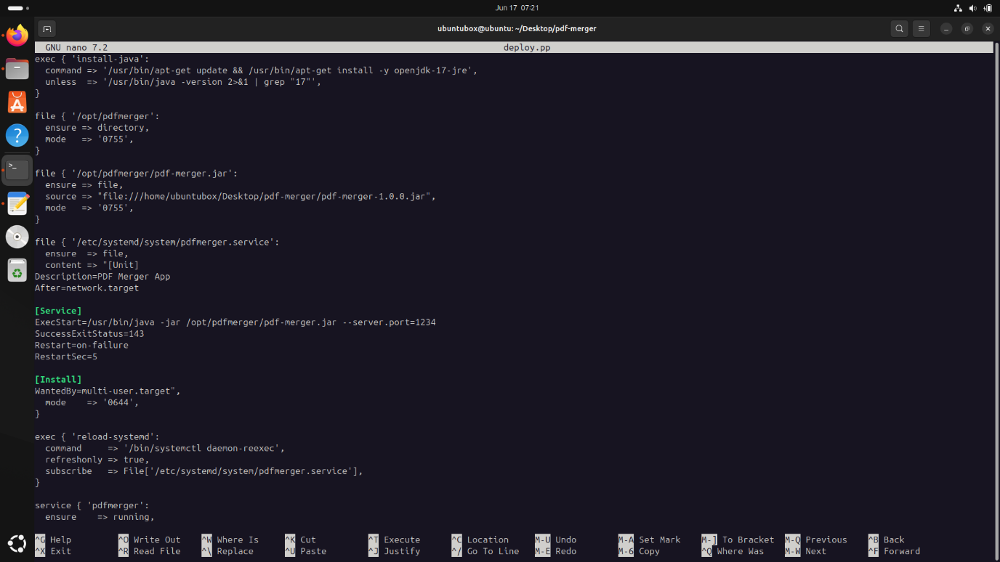 Jun 17 07:21
ubuntubox@ubuntu: ~/Desktop/pdf-merger
GNU nano 7.2 deploy.pp
exec { 'install-java':
  command => '/usr/bin/apt-get update && /usr/bin/apt-get install -y openjdk-17-jre',
  unless  => '/usr/bin/java -version 2>&1 | grep "17"',
}

file { '/opt/pdfmerger':
  ensure => directory,
  mode   => '0755',
}

file { '/opt/pdfmerger/pdf-merger.jar':
  ensure => file,
  source => "file:///home/ubuntubox/Desktop/pdf-merger/pdf-merger-1.0.0.jar",
  mode   => '0755',
}

file { '/etc/systemd/system/pdfmerger.service':
  ensure  => file,
  content => "[Unit]
Description=PDF Merger App
After=network.target

[Service]
ExecStart=/usr/bin/java -jar /opt/pdfmerger/pdf-merger.jar --server.port=1234
SuccessExitStatus=143
Restart=on-failure
RestartSec=5

[Install]
WantedBy=multi-user.target",
  mode    => '0644',
}

exec { 'reload-systemd':
  command     => '/bin/systemctl daemon-reexec',
  refreshonly => true,
  subscribe   => File['/etc/systemd/system/pdfmerger.service'],
}

service { 'pdfmerger':
  ensure    => running,

^G Help ^O Write Out ^W Where Is ^K Cut ^T Execute ^C Location M-U Undo M-A Set Mark M-] To Bracket M-Q Previous ^B Back
^X Exit ^R Read File ^\ Replace ^U Paste ^J Justify ^/ Go To Line M-E Redo M-6 Copy ^Q Where Was M-W Next ^F Forward